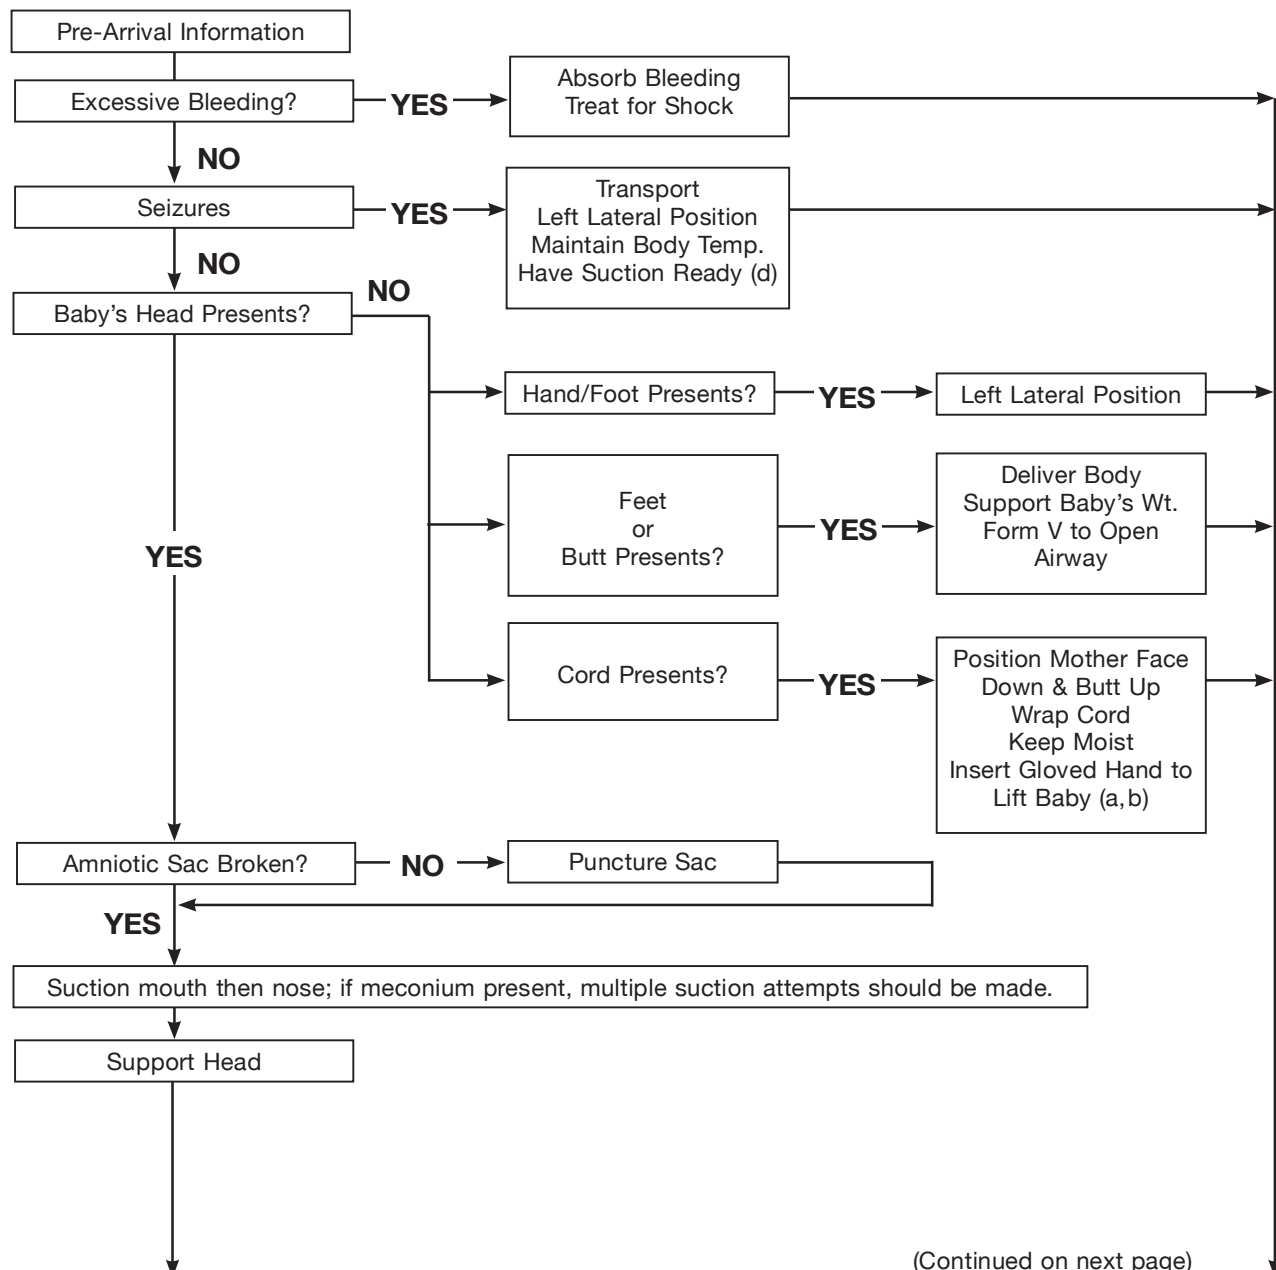 Pre-Arrival Information
Excessive Bleeding?
YES
Absorb Bleeding
Treat for Shock
NO
Seizures
YES
Transport
Left Lateral Position
Maintain Body Temp.
Have Suction Ready (d)
NO
Baby's Head Presents?
NO
Hand/Foot Presents?
YES
Left Lateral Position
Feet
or
Butt Presents?
YES
Deliver Body
Support Baby's Wt.
Form V to Open
Airway
YES
Cord Presents?
YES
Position Mother Face
Down & Butt Up
Wrap Cord
Keep Moist
Insert Gloved Hand to
Lift Baby (a,b)
Amniotic Sac Broken?
NO
Puncture Sac
YES
Suction mouth then nose; if meconium present, multiple suction attempts should be made.
Support Head
(Continued on next page)